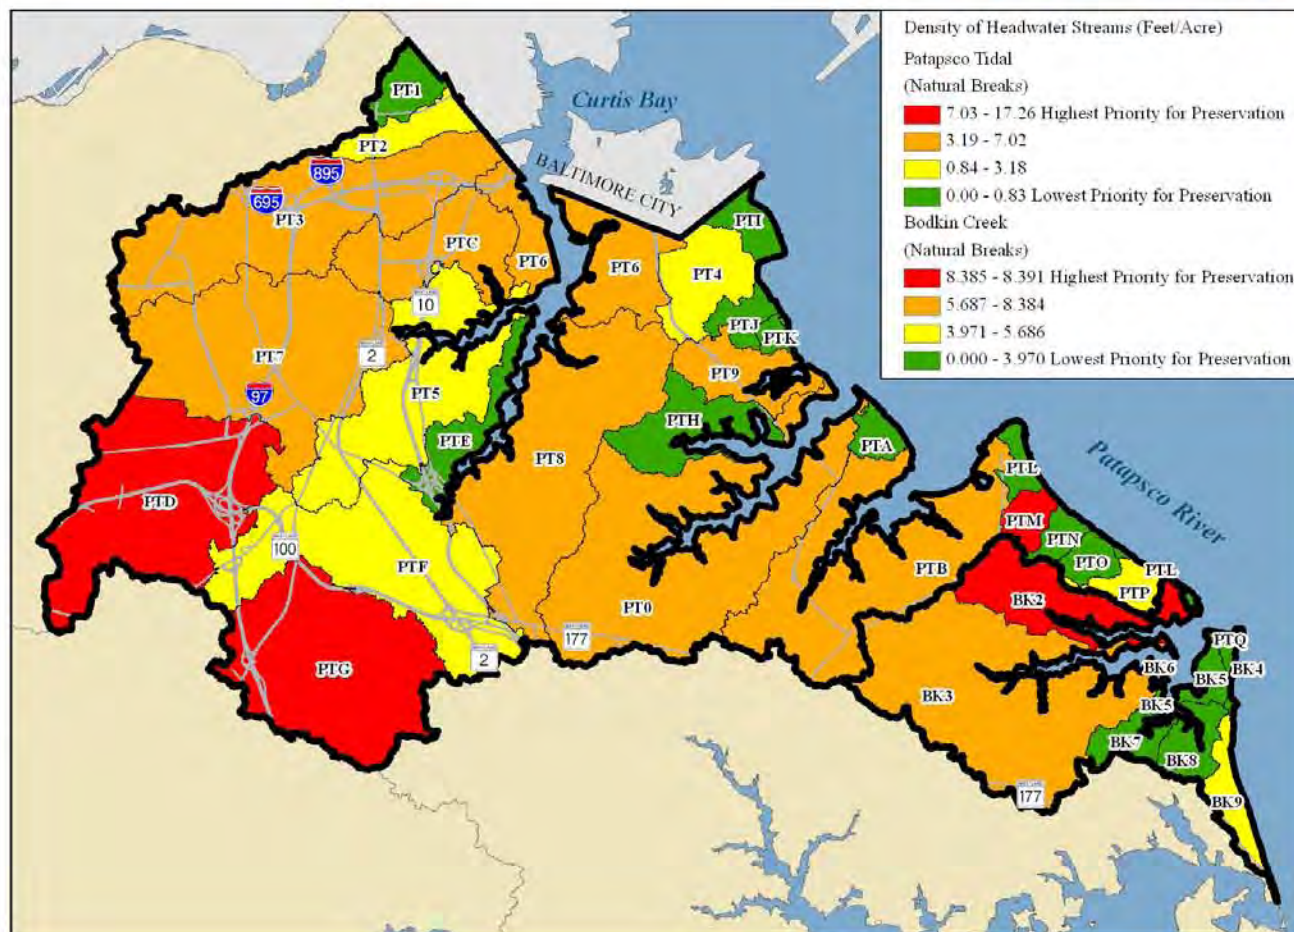 Density of Headwater Streams (Feet/Acre)
Patapsco Tidal
(Natural Breaks)
7.03 - 17.26 Highest Priority for Preservation
3.19 - 7.02
0.84 - 3.18
0.00 - 0.83 Lowest Priority for Preservation
Bodkin Creek
(Natural Breaks)
8.385 - 8.391 Highest Priority for Preservation
5.687 - 8.384
3.971 - 5.686
0.000 - 3.970 Lowest Priority for Preservation
PT1
Curtis Bay
PT2
895
BALTIMORE CITY
695
PT3
PTI
PTC
PT6
PT6
PT4
10
PTJ
PTK
2
PT7
PT9
97
PT5
PTH
PTE
PTA
PT8
Patapsco River
PTL
PTD
PTM
PTN
100
PTO
PTL
PTF
PTB
PTP
BK2
PT0
177
PTQ
2
BK6
BK4
PTG
BK5
BK3
BK5
BK7
BK8
177
BK9